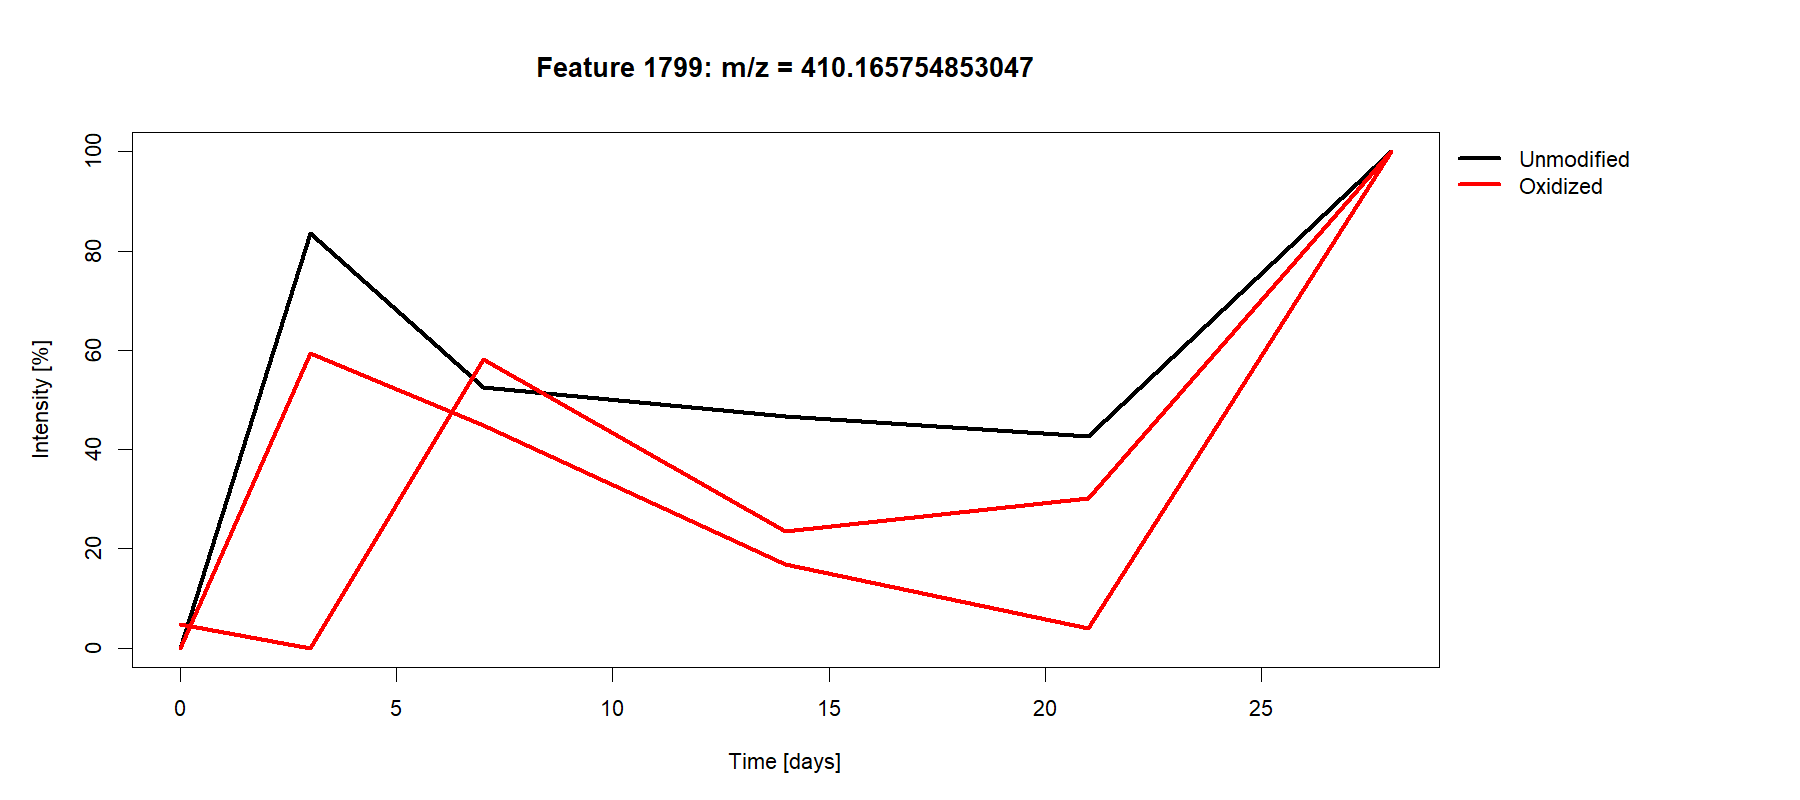 Feature 1799: m/z = 410.165754853047
Unmodified
Oxidized
Intensity [%]
100
80
60
40
20
0
0 5 10 15 20 25
Time [days]